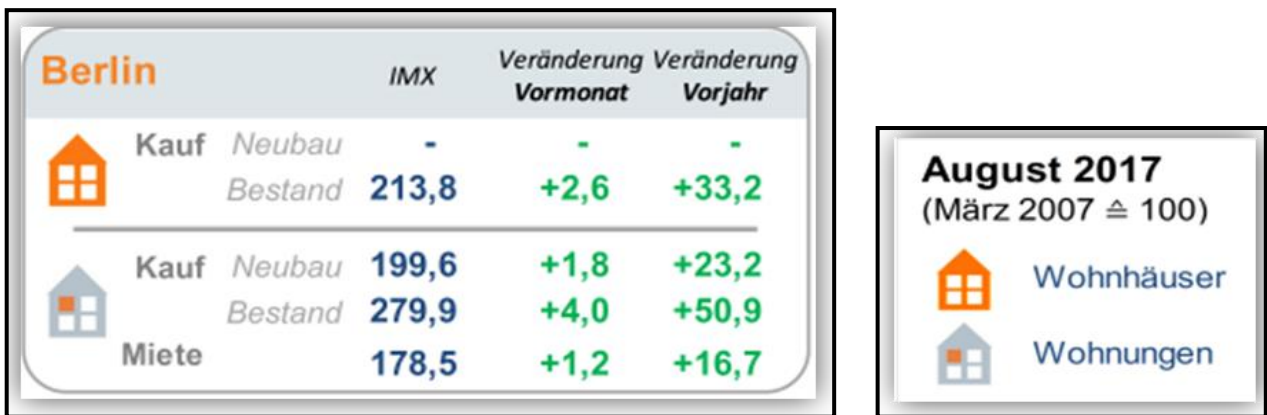 Berlin IMX Veränderung Vormonat Veränderung Vorjahr
Kauf Neubau - - -
Bestand 213,8 +2,6 +33,2
Kauf Neubau 199,6 +1,8 +23,2
Bestand 279,9 +4,0 +50,9
Miete 178,5 +1,2 +16,7
August 2017
(März 2007 ≙ 100)
Wohnhäuser
Wohnungen